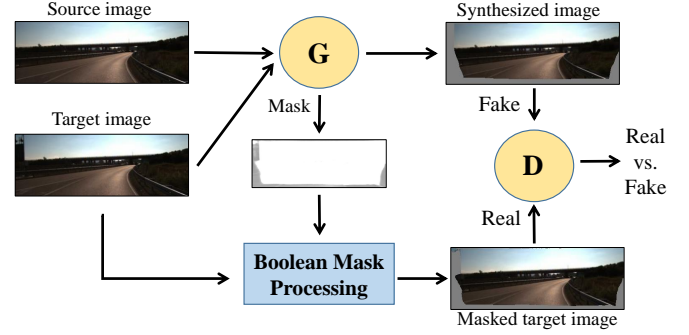 Source image
Synthesized image
G
Mask
Fake
Target image
D
Real
vs.
Fake
Real
Boolean Mask
Processing
Masked target image